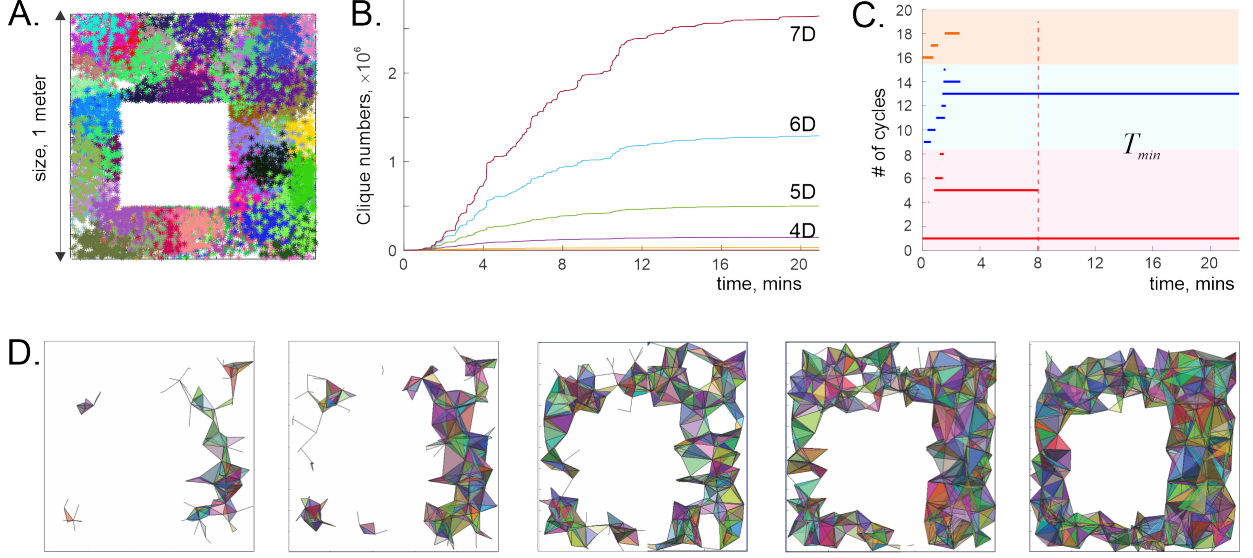 A.
size, 1 meter
B.
Clique numbers, ×10⁶
2
1
0
0
4
8
12
16
20
time, mins
7D
6D
5D
4D
C.
# of cycles
20
18
16
14
12
10
8
6
4
2
0
0
4
8
12
16
20
time, mins
Tmin
D.